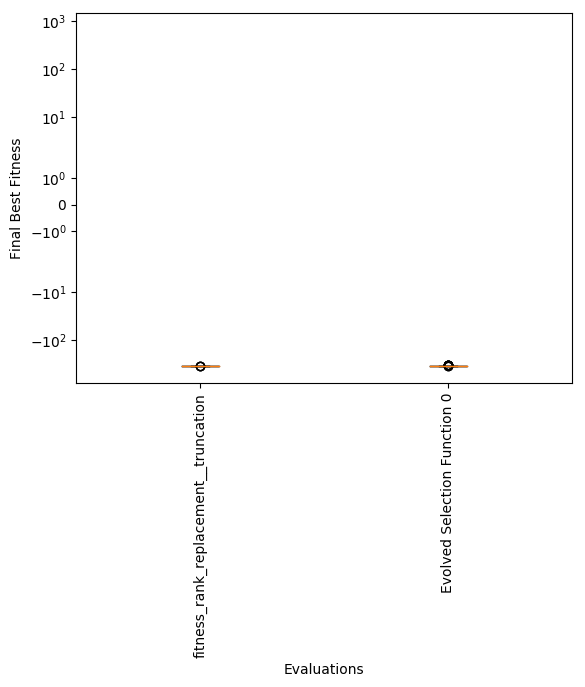 10³
10²
10¹
10⁰
0
−10⁰
−10¹
−10²
Final Best Fitness
fitness_rank_replacement__truncation
Evolved Selection Function 0
Evaluations